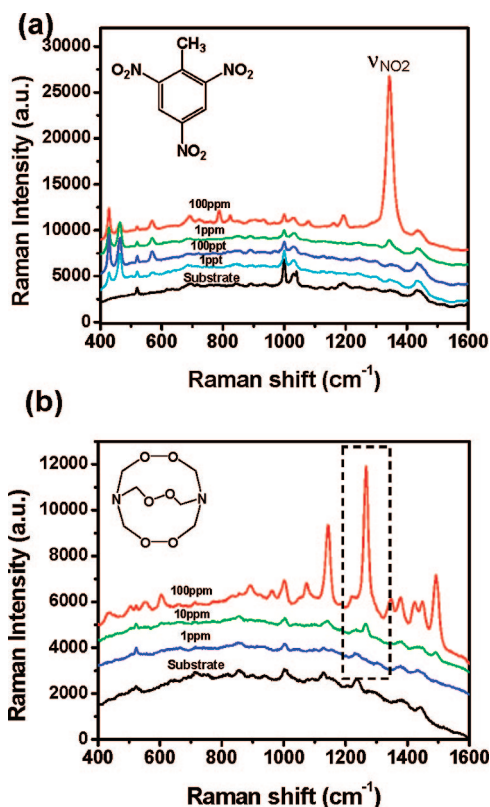 (a)
30000
25000
20000
15000
10000
5000
0
Raman Intensity (a.u.)
CH₃
O₂N
NO₂
NO₂
νNO2
100ppm
1ppm
100ppt
1ppt
Substrate
400 600 800 1000 1200 1400 1600
Raman shift (cm⁻¹)
(b)
12000
10000
8000
6000
4000
2000
0
Raman Intensity (a.u.)
O O
N O O N
O O
100ppm
10ppm
1ppm
Substrate
400 600 800 1000 1200 1400 1600
Raman shift (cm⁻¹)